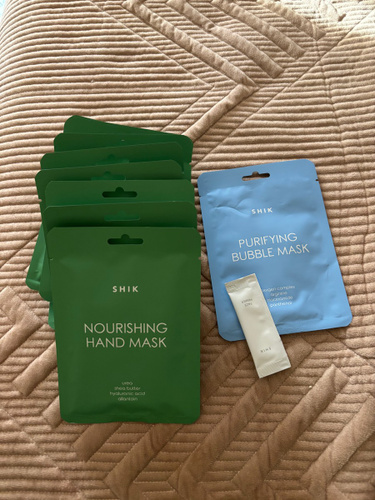 SHIK
NOURISHING
HAND MASK
urea
shea butter
hyaluronic acid
allantoin
SHIK
PURIFYING
BUBBLE MASK